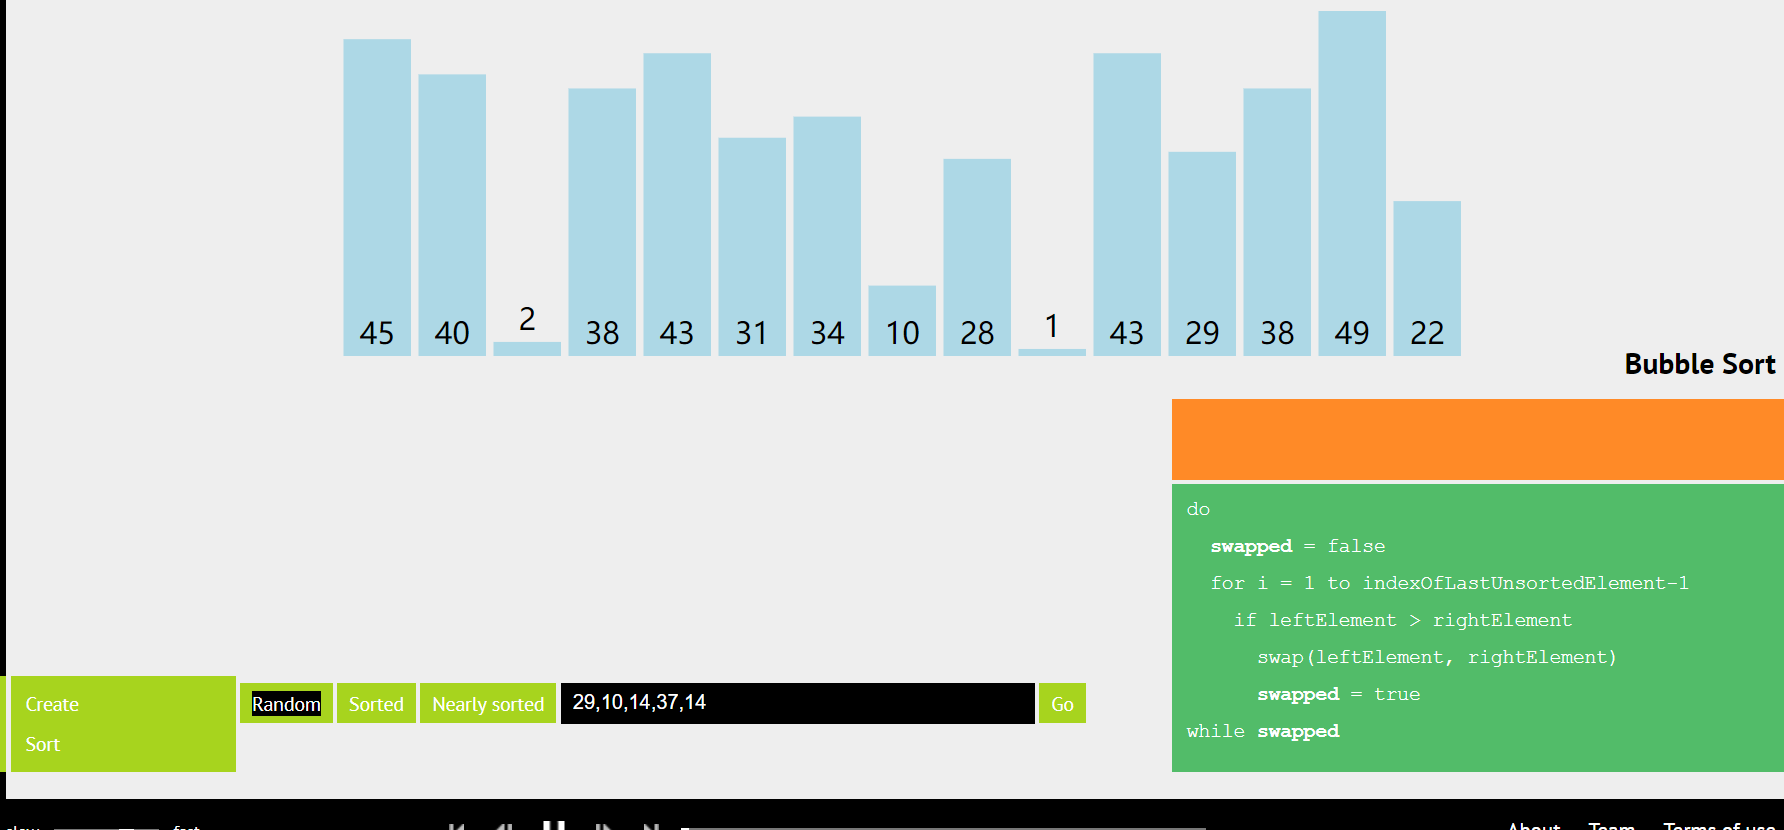 45 40 2 38 43 31 34 10 28 1 43 29 38 49 22
Bubble Sort
do
swapped = false
for i = 1 to indexOfLastUnsortedElement-1
if leftElement > rightElement
swap(leftElement, rightElement)
swapped = true
while swapped
Create
Random Sorted Nearly sorted 29,10,14,37,14 Go
Sort
slow fast About Team Terms of use